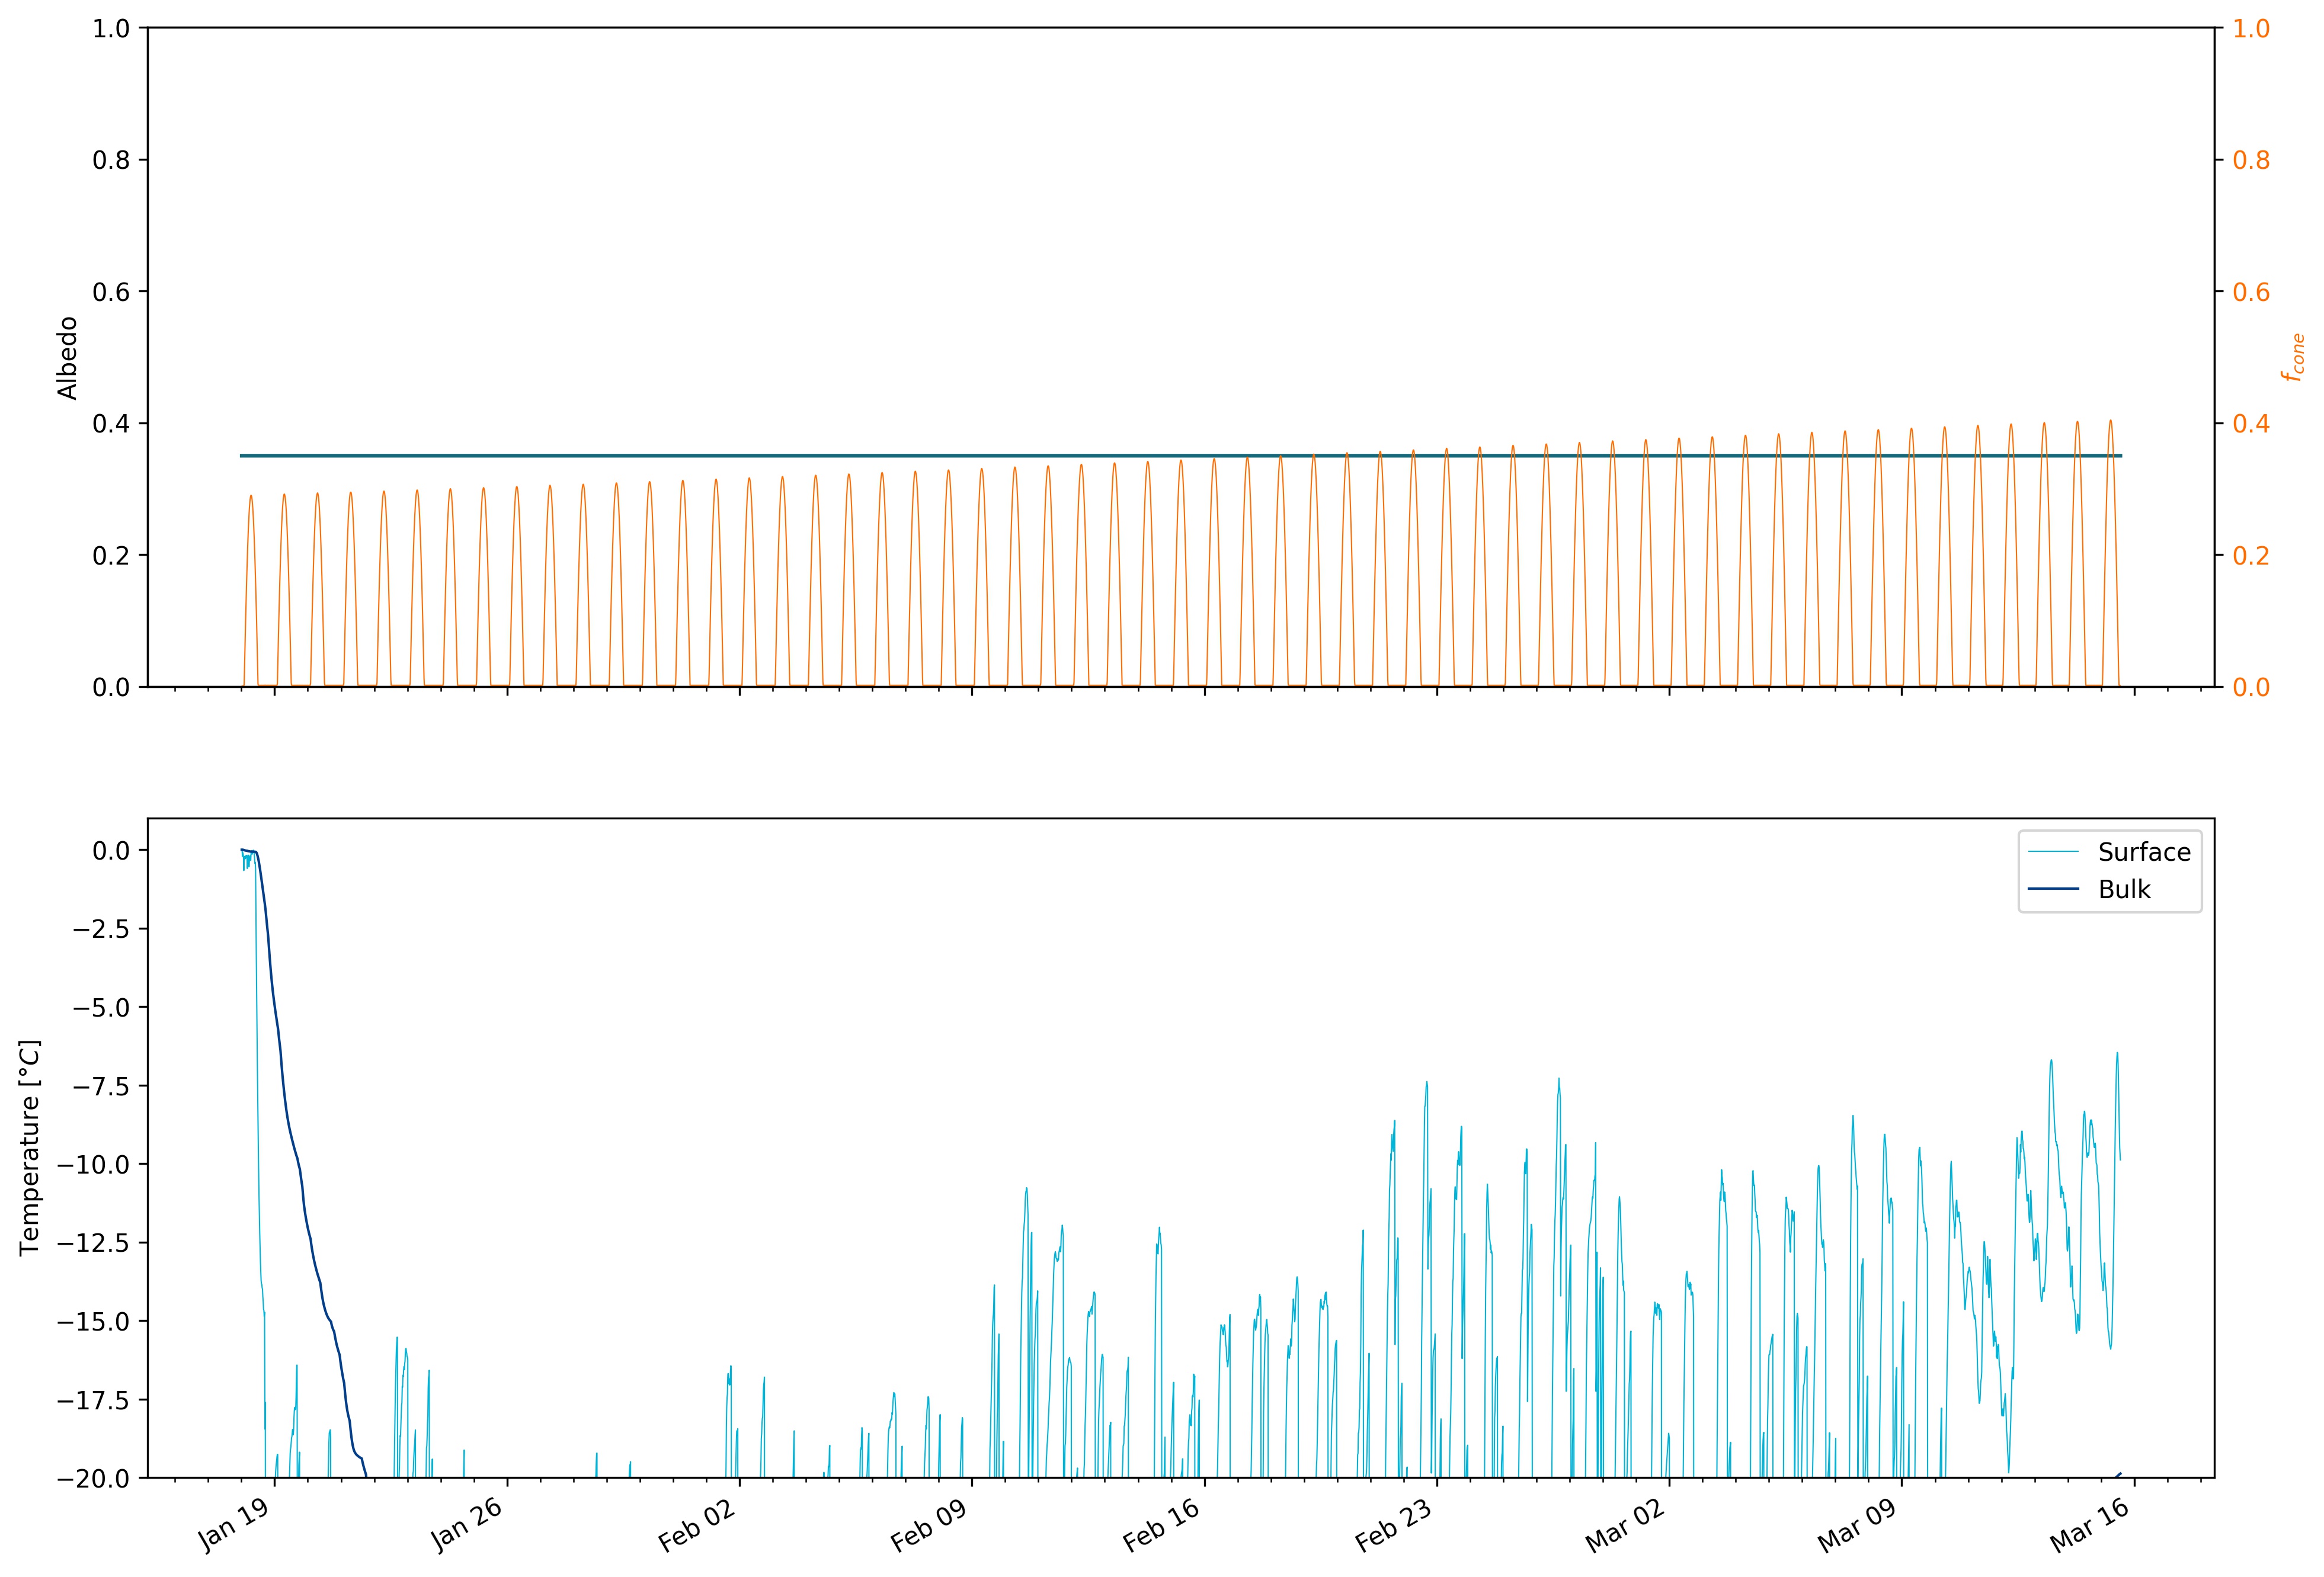 1.0
0.8
0.6
0.4
0.2
0.0
Albedo
1.0
0.8
0.6
0.4
0.2
0.0
f_cone
0.0
−2.5
−5.0
−7.5
−10.0
−12.5
−15.0
−17.5
−20.0
Temperature [°C]
Surface
Bulk
Jan 19
Jan 26
Feb 02
Feb 09
Feb 16
Feb 23
Mar 02
Mar 09
Mar 16